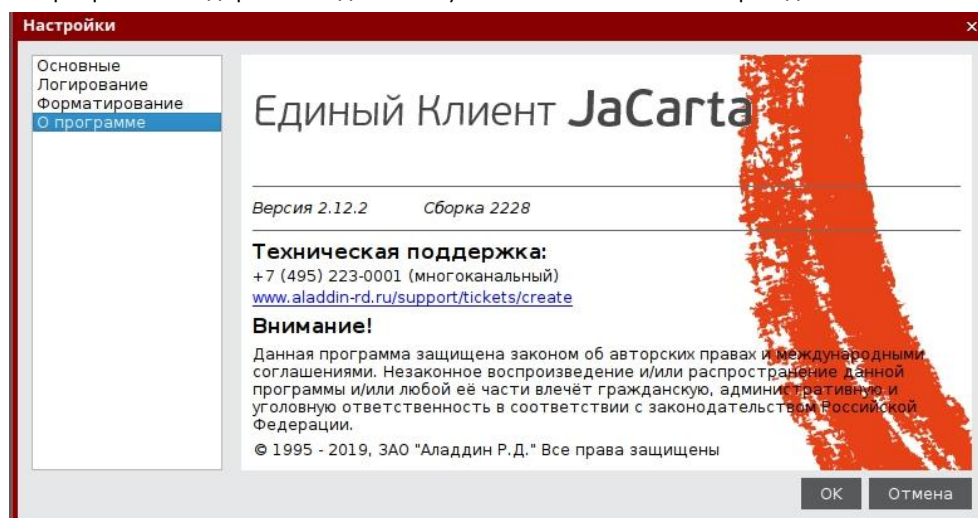 Настройки
×
Основные
Логирование
Форматирование
О программе
Единый Клиент JaCarta
Версия 2.12.2 Сборка 2228
Техническая поддержка:
+7 (495) 223-0001 (многоканальный)
www.aladdin-rd.ru/support/tickets/create
Внимание!
Данная программа защищена законом об авторских правах и международными
соглашениями. Незаконное воспроизведение и/или распространение данной
программы и/или любой её части влечёт гражданскую, административную и
уголовную ответственность в соответствии с законодательством Российской
Федерации.
© 1995 - 2019, ЗАО "Аладдин Р.Д." Все права защищены
OK Отмена